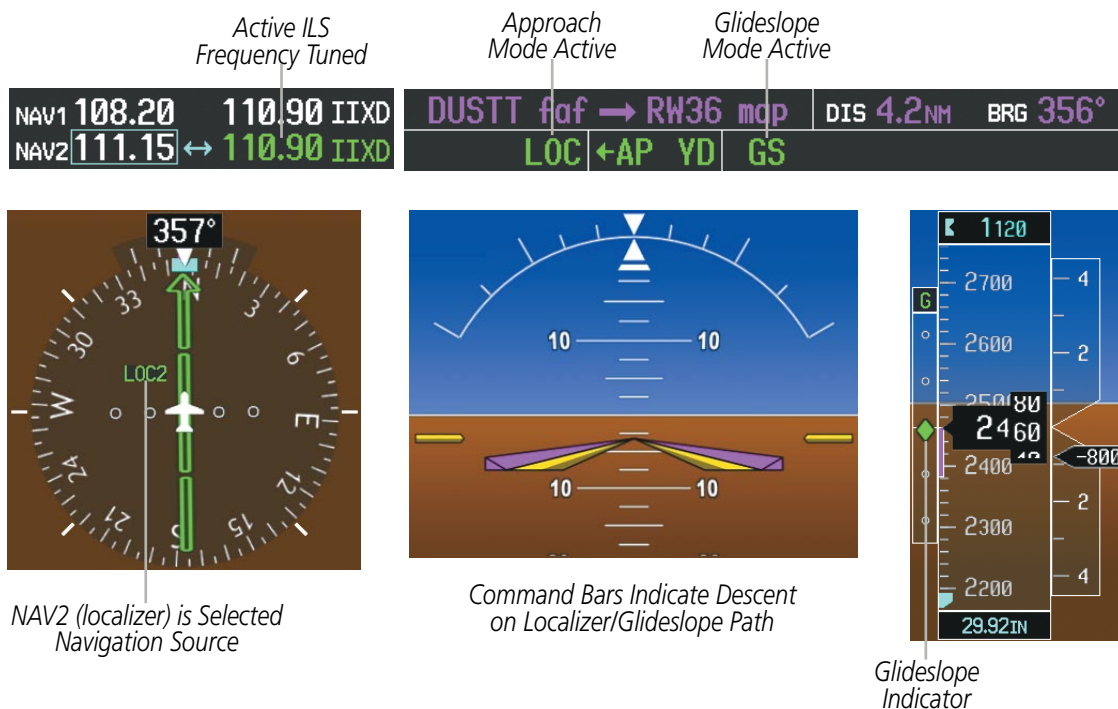 Active ILS
Frequency Tuned
Approach
Mode Active
Glideslope
Mode Active
NAV1 108.20 110.90 IIXD
NAV2 111.15 ↔ 110.90 IIXD
DUSTT faf → RW36 map DIS 4.2NM BRG 356°
LOC ←AP YD GS
357°
33 3
30 6
LOC2
W E
24 12
21 S 15
NAV2 (localizer) is Selected
Navigation Source
10 10
10 10
Command Bars Indicate Descent
on Localizer/Glideslope Path
1120
2700 4
G
2600 2
2500 80
2460
2400 -800
2300 2
2200 4
29.92IN
Glideslope
Indicator